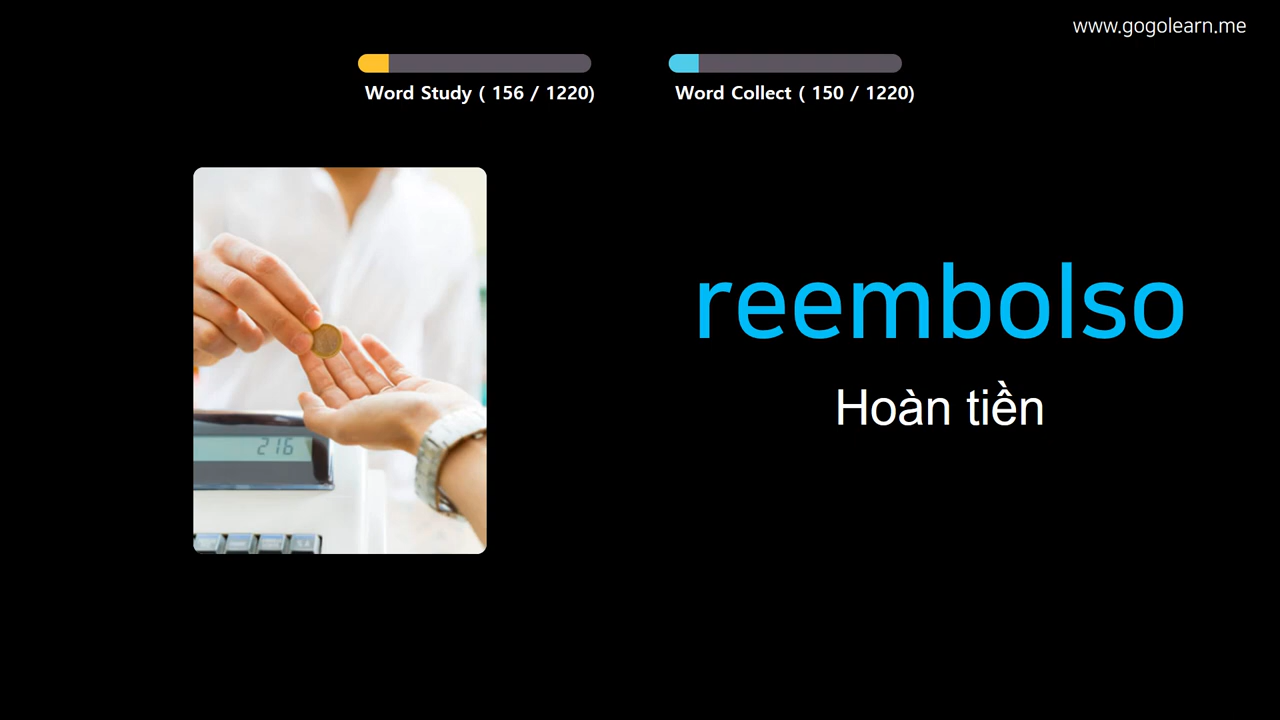 www.gogolearn.me
Word Study ( 156 / 1220)
Word Collect ( 150 / 1220)
reembolso
Hoàn tiền
216